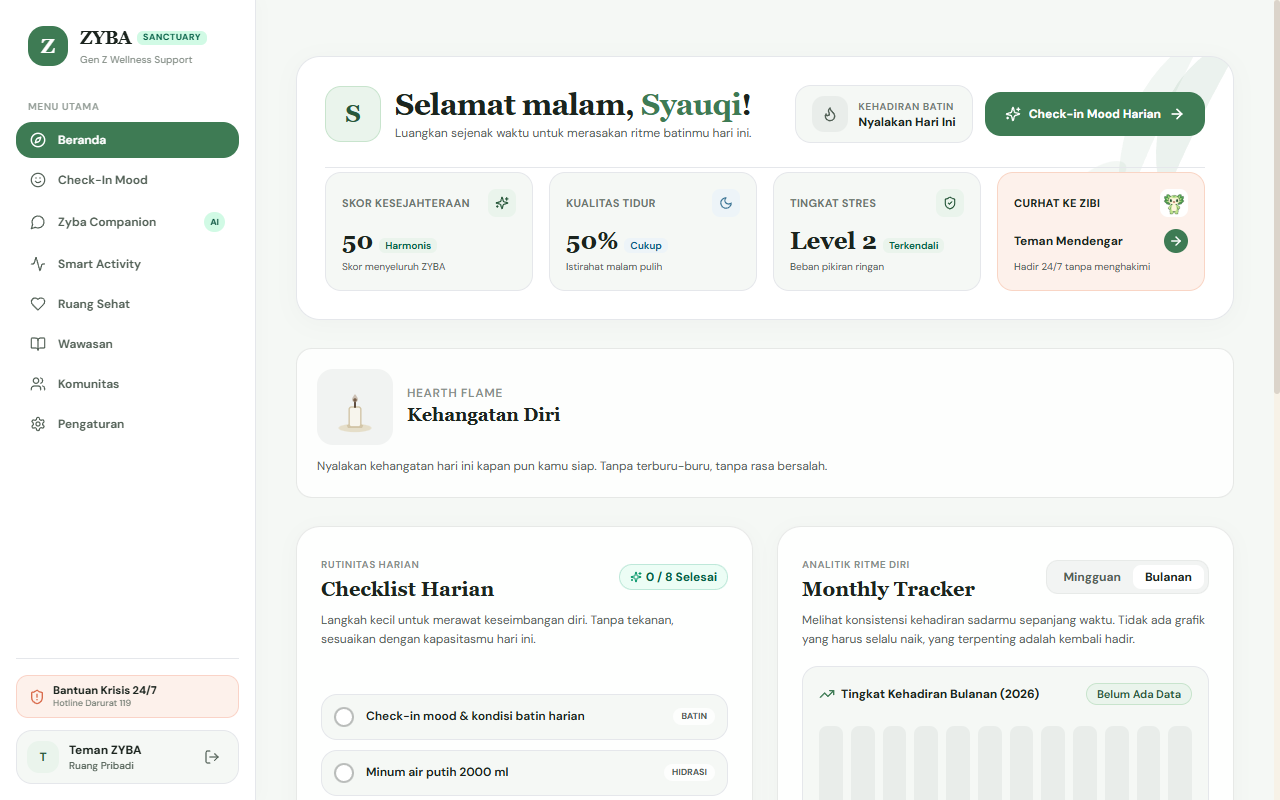 Z
ZYBA SANCTUARY
Gen Z Wellness Support
MENU UTAMA
Beranda
Check-In Mood
Zyba Companion AI
Smart Activity
Ruang Sehat
Wawasan
Komunitas
Pengaturan
Bantuan Krisis 24/7
Hotline Darurat 119
T
Teman ZYBA
Ruang Pribadi
S
Selamat malam, Syauqi!
Luangkan sejenak waktu untuk merasakan ritme batinmu hari ini.
KEHADIRAN BATIN
Nyalakan Hari Ini
Check-in Mood Harian
SKOR KESEJAHTERAAN
50 Harmonis
Skor menyeluruh ZYBA
KUALITAS TIDUR
50% Cukup
Istirahat malam pulih
TINGKAT STRES
Level 2 Terkendali
Beban pikiran ringan
CURHAT KE ZIBI
Teman Mendengar
Hadir 24/7 tanpa menghakimi
HEARTH FLAME
Kehangatan Diri
Nyalakan kehangatan hari ini kapan pun kamu siap. Tanpa terburu-buru, tanpa rasa bersalah.
RUTINITAS HARIAN
Checklist Harian
0 / 8 Selesai
Langkah kecil untuk merawat keseimbangan diri. Tanpa tekanan,
sesuaikan dengan kapasitasmu hari ini.
Check-in mood & kondisi batin harian BATIN
Minum air putih 2000 ml HIDRASI
ANALITIK RITME DIRI
Monthly Tracker
Mingguan Bulanan
Melihat konsistensi kehadiran sadarmu sepanjang waktu. Tidak ada grafik
yang harus selalu naik, yang terpenting adalah kembali hadir.
Tingkat Kehadiran Bulanan (2026) Belum Ada Data